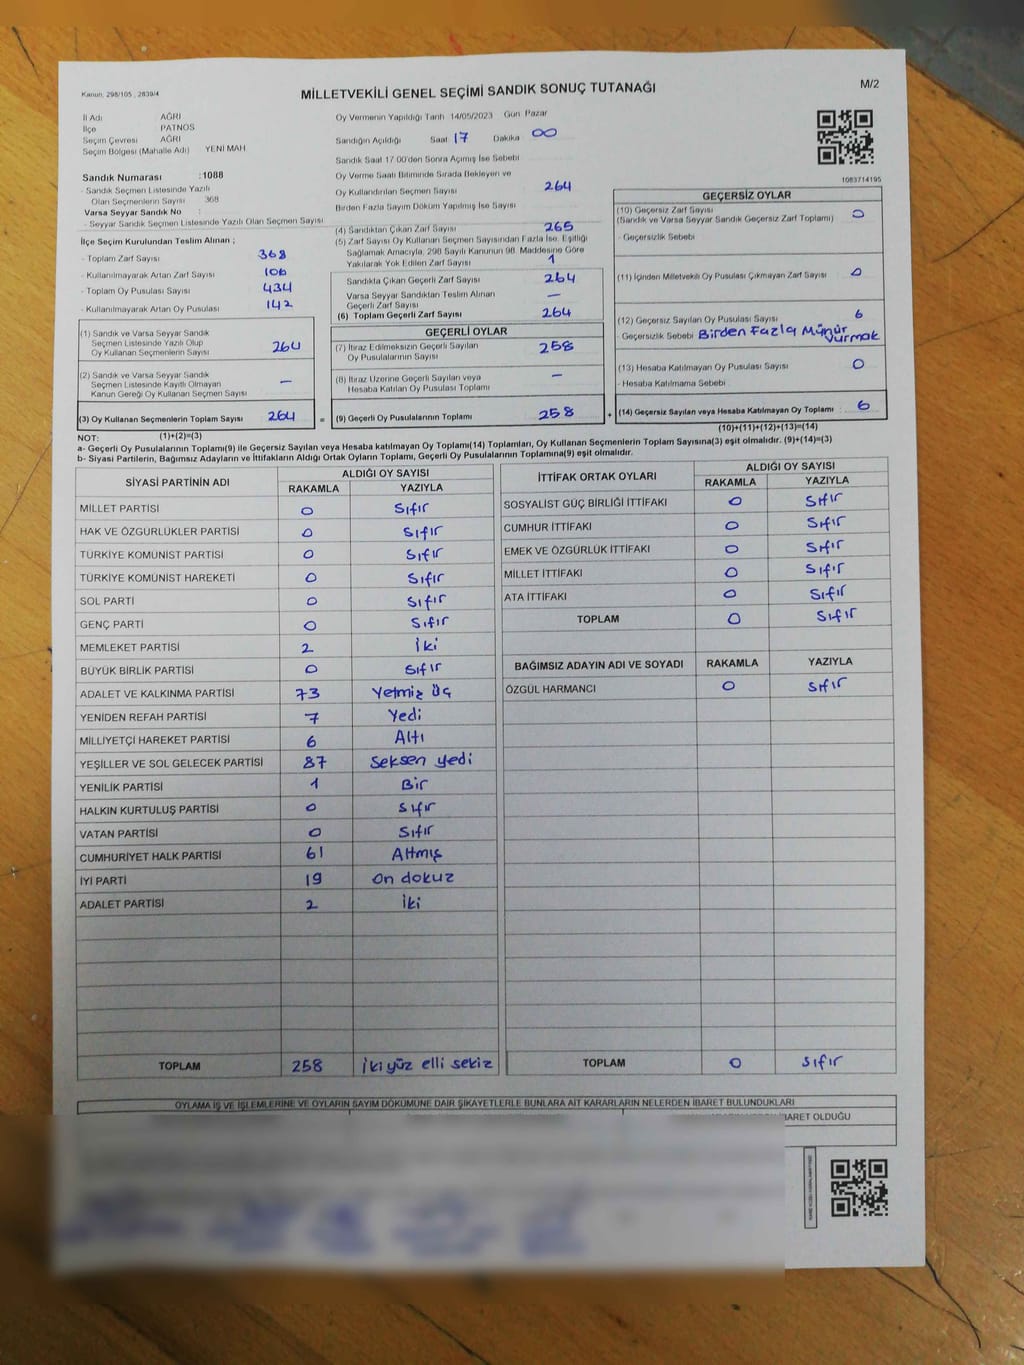 Kanun, 298/105 , 2839/4
MİLLETVEKİLİ GENEL SEÇİMİ SANDIK SONUÇ TUTANAĞI
M/2
İl Adı : AĞRI
İlçe : PATNOS
Seçim Çevresi : AĞRI
Seçim Bölgesi (Mahalle Adı) YENİ MAH
Sandık Numarası : 1088
- Sandık Seçmen Listesinde Yazılı
Olan Seçmenlerin Sayısı : 368
Varsa Seyyar Sandık No :
- Seyyar Sandık Seçmen Listesinde Yazılı Olan Seçmen Sayısı
İlçe Seçim Kurulundan Teslim Alınan ;
- Toplam Zarf Sayısı 368
- Kullanılmayarak Artan Zarf Sayısı 106
- Toplam Oy Pusulası Sayısı 434
- Kullanılmayarak Artan Oy Pusulası 142
(1) Sandık ve Varsa Seyyar Sandık
Seçmen Listesinde Yazılı Olup
Oy Kullanan Seçmenlerin Sayısı 264
(2) Sandık ve Varsa Seyyar Sandık
Seçmen Listesinde Kayıtlı Olmayan
Kanun Gereği Oy Kullanan Seçmen Sayısı —
(3) Oy Kullanan Seçmenlerin Toplam Sayısı 264
Oy Vermenin Yapıldığı Tarih 14/05/2023 Gün Pazar
Sandığın Açıldığı Saat 17 Dakika 00
Sandık Saat 17:00'den Sonra Açımış İse Sebebi
Oy Verme Saati Bitiminde Sırada Bekleyen ve
Oy Kullandırılan Seçmen Sayısı 264
Birden Fazla Sayım Döküm Yapılmış İse Sayısı
(4) Sandıktan Çıkan Zarf Sayısı 265
(5) Zarf Sayısı Oy Kullanan Seçmen Sayısından Fazla İse, Eşitliği
Sağlamak Amacıyla, 298 Sayılı Kanunun 98. Maddesine Göre
Yakılarak Yok Edilen Zarf Sayısı 1
Sandıkta Çıkan Geçerli Zarf Sayısı 264
Varsa Seyyar Sandıktan Teslim Alınan
Geçerli Zarf Sayısı —
(6) Toplam Geçerli Zarf Sayısı 264
GEÇERLİ OYLAR
(7) İtiraz Edilmeksizin Geçerli Sayılan
Oy Pusulalarının Sayısı 258
(8) İtiraz Üzerine Geçerli Sayılan veya
Hesaba Katılan Oy Pusulası Toplamı —
= (9) Geçerli Oy Pusulalarının Toplamı 258
1083714195
GEÇERSİZ OYLAR
(10) Geçersiz Zarf Sayısı 0
(Sandık ve Varsa Seyyar Sandık Geçersiz Zarf Toplamı)
- Geçersizlik Sebebi
(11) İçinden Milletvekili Oy Pusulası Çıkmayan Zarf Sayısı 0
(12) Geçersiz Sayılan Oy Pusulası Sayısı 6
- Geçersizlik Sebebi Birden Fazla Mühür
Vurmak
(13) Hesaba Katılmayan Oy Pusulası Sayısı 0
- Hesaba Katılmama Sebebi
+ (14) Geçersiz Sayılan veya Hesaba Katılmayan Oy Toplamı : 6
NOT: (1)+(2)=(3) (10)+(11)+(12)+(13)=(14)
a- Geçerli Oy Pusulalarının Toplamı(9) ile Geçersiz Sayılan veya Hesaba katılmayan Oy Toplamı(14) Toplamları, Oy Kullanan Seçmenlerin Toplam Sayısına(3) eşit olmalıdır. (9)+(14)=(3)
b- Siyasi Partilerin, Bağımsız Adayların ve İttifakların Aldığı Ortak Oyların Toplamı, Geçerli Oy Pusulalarının Toplamına(9) eşit olmalıdır.
SİYASİ PARTİNİN ADI ALDIĞI OY SAYISI
RAKAMLA YAZIYLA
MİLLET PARTİSİ 0 Sıfır
HAK VE ÖZGÜRLÜKLER PARTİSİ 0 Sıfır
TÜRKİYE KOMÜNİST PARTİSİ 0 Sıfır
TÜRKİYE KOMÜNİST HAREKETİ 0 Sıfır
SOL PARTİ 0 Sıfır
GENÇ PARTİ 0 Sıfır
MEMLEKET PARTİSİ 2 İki
BÜYÜK BİRLİK PARTİSİ 0 Sıfır
ADALET VE KALKINMA PARTİSİ 73 Yetmiş Üç
YENİDEN REFAH PARTİSİ 7 Yedi
MİLLİYETÇİ HAREKET PARTİSİ 6 Altı
YEŞİLLER VE SOL GELECEK PARTİSİ 87 Seksen yedi
YENİLİK PARTİSİ 1 Bir
HALKIN KURTULUŞ PARTİSİ 0 Sıfır
VATAN PARTİSİ 0 Sıfır
CUMHURİYET HALK PARTİSİ 61 Altmış
İYİ PARTİ 19 On dokuz
ADALET PARTİSİ 2 İki
TOPLAM 258 İki yüz elli sekiz
İTTİFAK ORTAK OYLARI ALDIĞI OY SAYISI
RAKAMLA YAZIYLA
SOSYALİST GÜÇ BİRLİĞİ İTTİFAKI 0 Sıfır
CUMHUR İTTİFAKI 0 Sıfır
EMEK VE ÖZGÜRLÜK İTTİFAKI 0 Sıfır
MİLLET İTTİFAKI 0 Sıfır
ATA İTTİFAKI 0 Sıfır
TOPLAM 0 Sıfır
BAĞIMSIZ ADAYIN ADI VE SOYADI RAKAMLA YAZIYLA
ÖZGÜL HARMANCI 0 Sıfır
TOPLAM 0 Sıfır
OYLAMA İŞ VE İŞLEMLERİNE VE OYLARIN SAYIM DÖKÜMÜNE DAİR ŞİKAYETLERLE BUNLARA AİT KARARLARIN NELERDEN İBARET BULUNDUKLARI
İBARET OLDUĞU